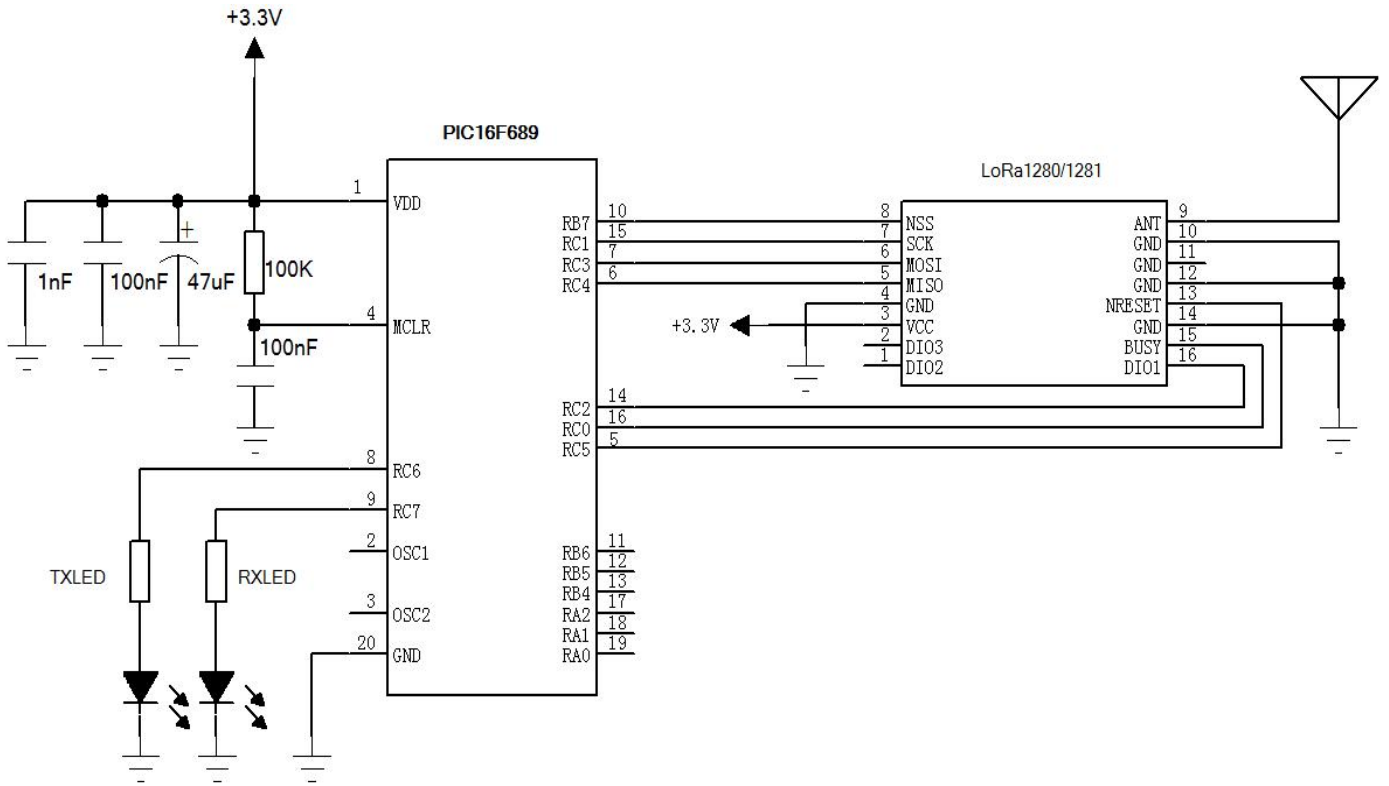 +3.3V
PIC16F689
LoRa1280/1281
1
VDD
1nF
100nF
47uF
+
100K
4
MCLR
100nF
8
RC6
9
RC7
2
OSC1
3
OSC2
20
GND
TXLED
RXLED
RB7
10
RC1
15
RC3
7
RC4
6
RC2
14
RC0
16
RC5
5
RB6
11
RB5
12
RB4
13
RA2
17
RA1
18
RA0
19
8
NSS
7
SCK
6
MOSI
5
MISO
4
GND
+3.3V
3
VCC
2
DIO3
1
DIO2
ANT
9
GND
10
GND
11
GND
12
NRESET
13
GND
14
BUSY
15
DIO1
16